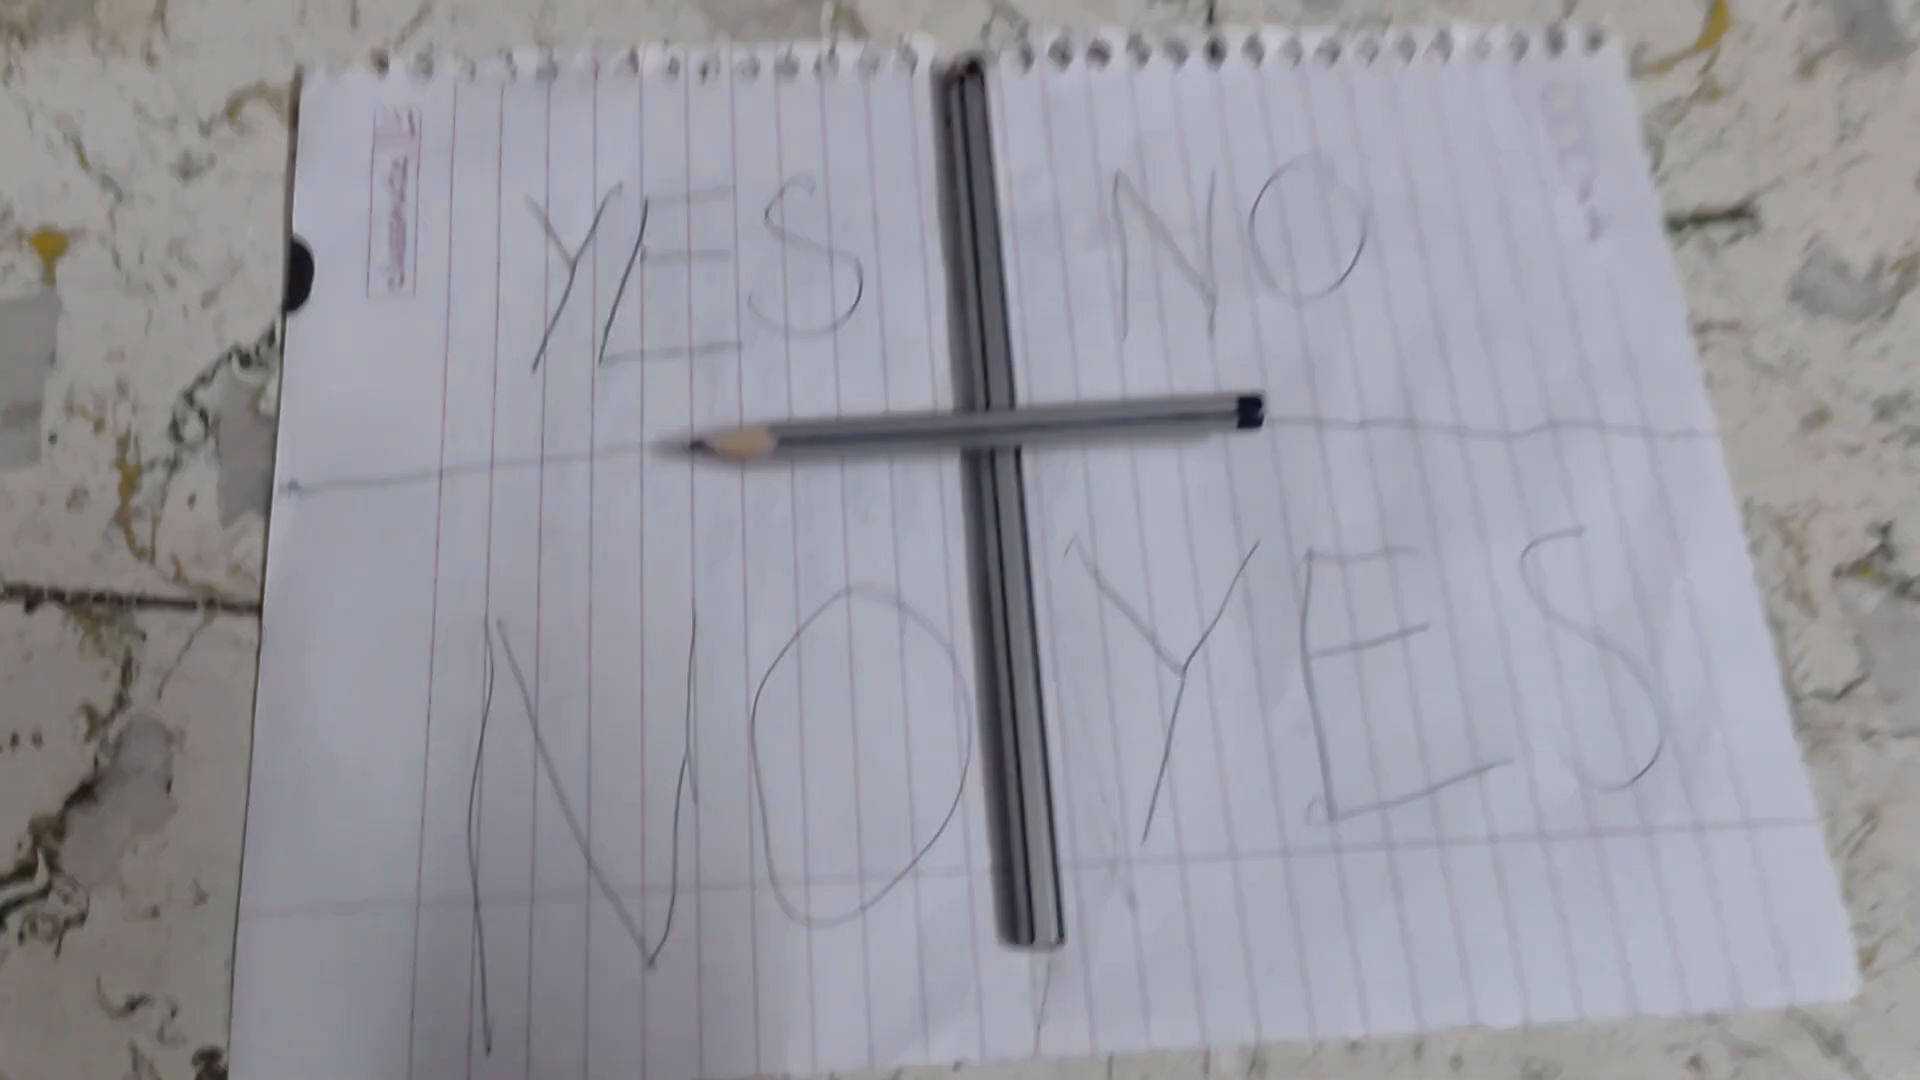 YES NO
NO YES